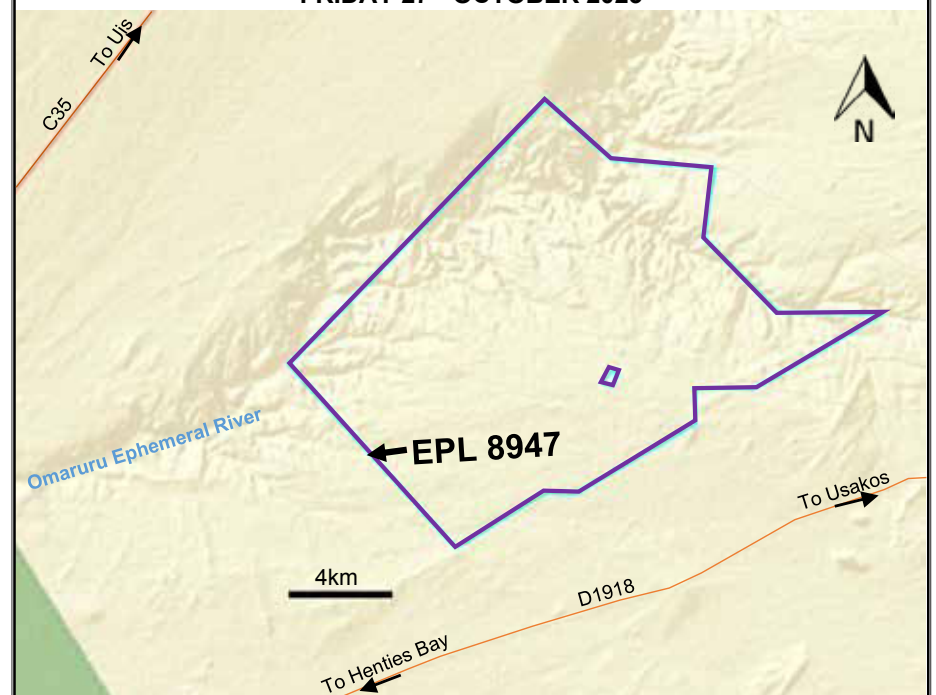 To Uis
C35
N
Omaruru Ephemeral River
EPL 8947
To Usakos
4km
D1918
To Henties Bay